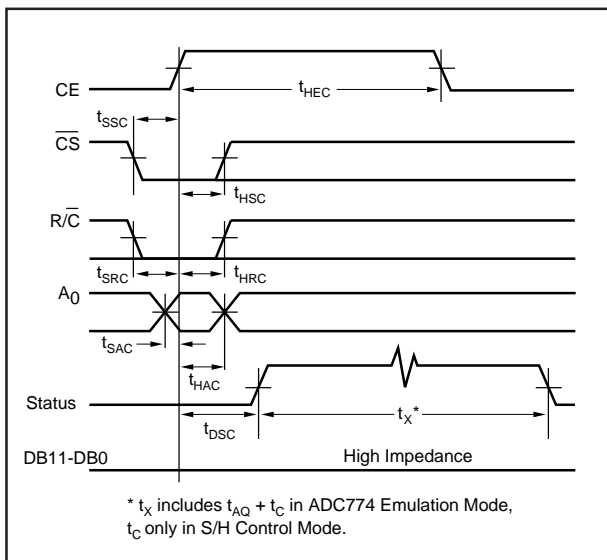 CE
tHEC
tSSC
CS
tHSC
R/C
tSRC
tHRC
A0
tSAC
tHAC
Status
tX*
tDSC
DB11-DB0
High Impedance
* tX includes tAQ + tC in ADC774 Emulation Mode,
tC only in S/H Control Mode.